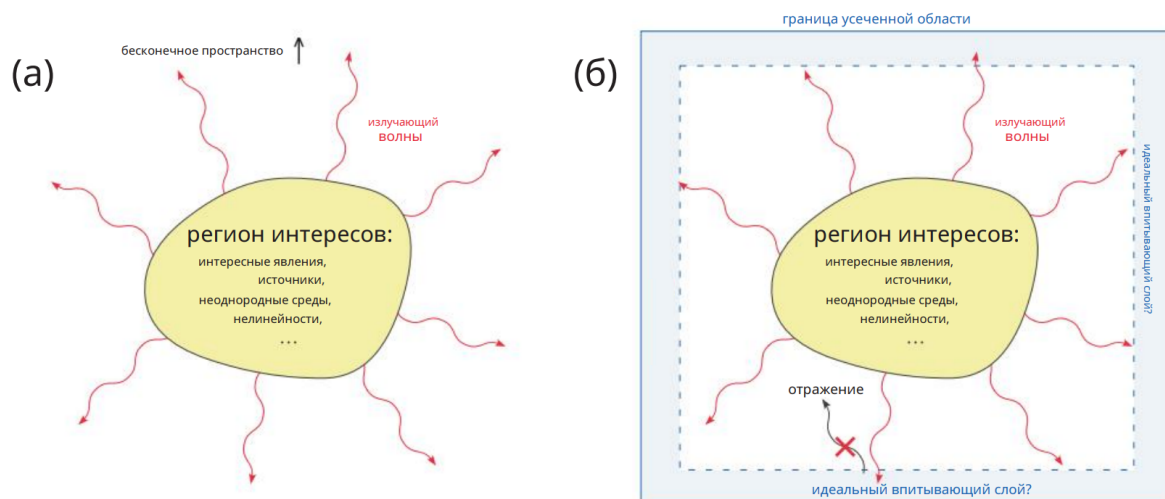 (а)
бесконечное пространство
излучающий
волны
регион интересов:
интересные явления,
источники,
неоднородные среды,
нелинейности,
...
(б)
граница усеченной области
излучающий
волны
идеальный впитывающий слой?
регион интересов:
интересные явления,
источники,
неоднородные среды,
нелинейности,
...
отражение
идеальный впитывающий слой?